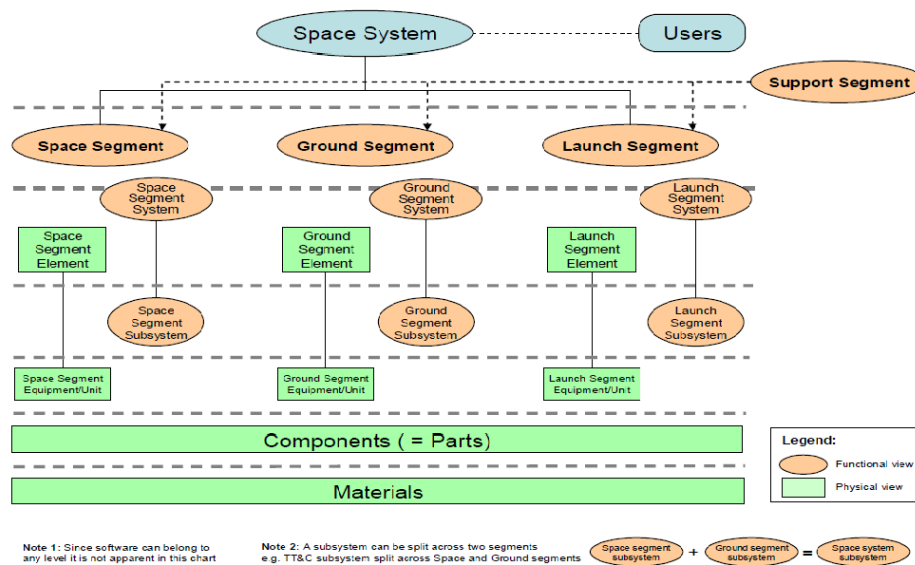 Space System
Users
Support Segment
Space Segment
Ground Segment
Launch Segment
Space
Segment
System
Ground
Segment
System
Launch
Segment
System
Space
Segment
Element
Ground
Segment
Element
Launch
Segment
Element
Space
Segment
Subsystem
Ground
Segment
Subsystem
Launch
Segment
Subsystem
Space Segment
Equipment/Unit
Ground Segment
Equipment/Unit
Launch Segment
Equipment/Unit
Components ( = Parts)
Materials
Legend:
Functional view
Physical view
Note 1: Since software can belong to
any level it is not apparent in this chart
Note 2: A subsystem can be split across two segments
e.g. TT&C subsystem split across Space and Ground segments
Space segment
subsystem
+
Ground segment
subsystem
=
Space system
subsystem